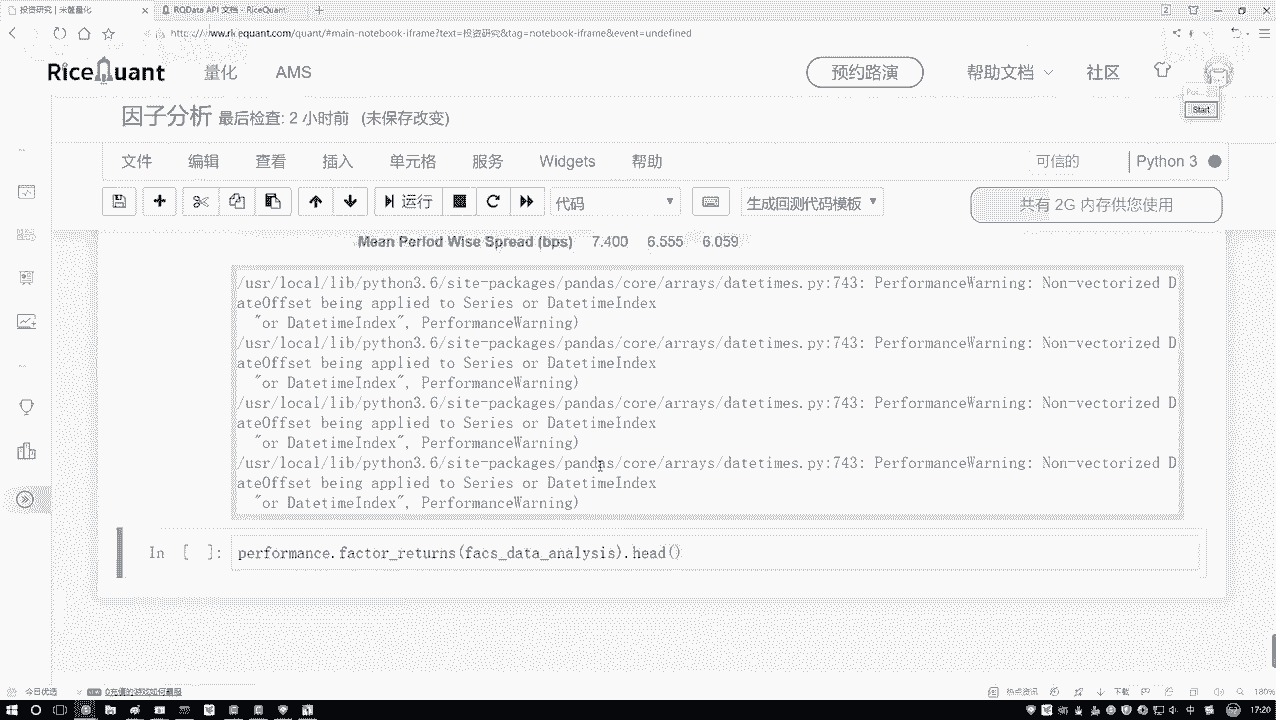 投资研究 | 米筐量化
RQData API 文档 - RiceQuant
2
ricequant.com/quant/#main-notebook-iframe?text=投资研究&tag=notebook-iframe&event=undefined
RiceQuant
量化
AMS
预约路演
帮助文档
社区
Start
因子分析 最后检查: 2 小时前 (未保存改变)
文件
编辑
查看
插入
单元格
服务
Widgets
帮助
可信的
Python 3
运行
代码
生成回测代码模板
共有 2G 内存供您使用
Mean Period Wise Spread (bps) 7.400 6.555 6.059
/usr/local/lib/python3.6/site-packages/pandas/core/arrays/datetimes.py:743: PerformanceWarning: Non-vectorized D
ateOffset being applied to Series or DatetimeIndex
"or DatetimeIndex", PerformanceWarning)
/usr/local/lib/python3.6/site-packages/pandas/core/arrays/datetimes.py:743: PerformanceWarning: Non-vectorized D
ateOffset being applied to Series or DatetimeIndex
"or DatetimeIndex", PerformanceWarning)
/usr/local/lib/python3.6/site-packages/pandas/core/arrays/datetimes.py:743: PerformanceWarning: Non-vectorized D
ateOffset being applied to Series or DatetimeIndex
"or DatetimeIndex", PerformanceWarning)
/usr/local/lib/python3.6/site-packages/pandas/core/arrays/datetimes.py:743: PerformanceWarning: Non-vectorized D
ateOffset being applied to Series or DatetimeIndex
"or DatetimeIndex", PerformanceWarning)
In [ ]: performance.factor_returns(facs_data_analysis).head()
今日优选
热点资讯
下载
180%
中
17:20